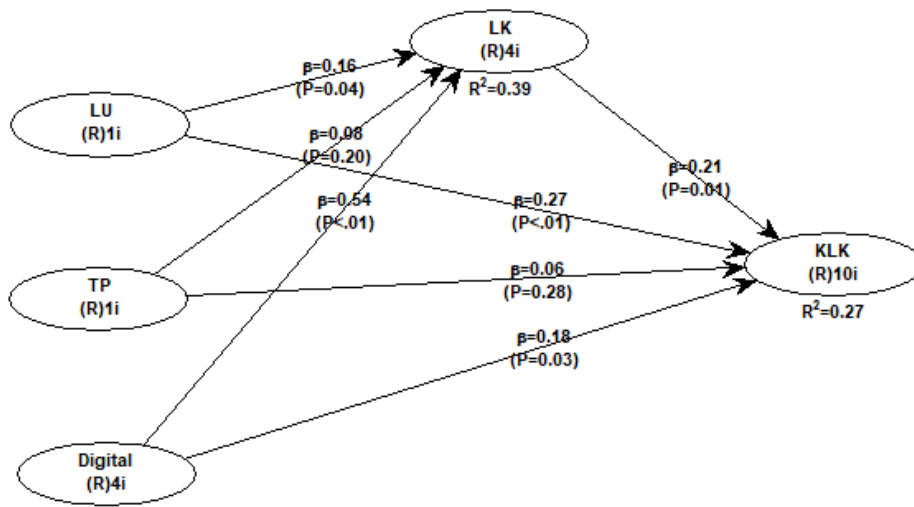 LK
(R)4i
R²=0.39
β=0.16
(P=0.04)
LU
(R)1i
β=0.08
(P=0.20)
β=0.54
(P<.01)
β=0.27
(P<.01)
β=0.21
(P=0.01)
KLK
(R)10i
R²=0.27
TP
(R)1i
β=0.06
(P=0.28)
β=0.18
(P=0.03)
Digital
(R)4i